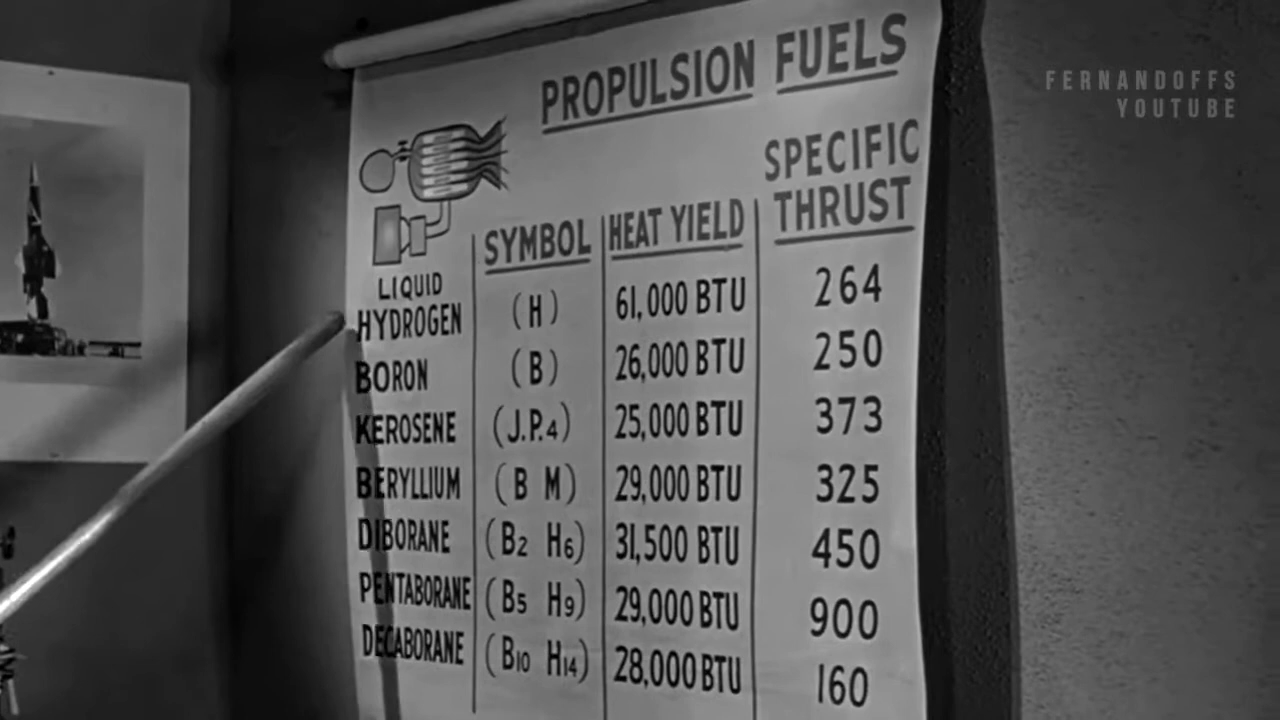 FERNANDOFFS
YOUTUBE
PROPULSION FUELS
SPECIFIC
THRUST
SYMBOL HEAT YIELD
LIQUID
HYDROGEN (H) 61,000 BTU 264
BORON (B) 26,000 BTU 250
KEROSENE (J.P.4) 25,000 BTU 373
BERYLLIUM (B M) 29,000 BTU 325
DIBORANE (B2 H6) 31,500 BTU 450
PENTABORANE (B5 H9) 29,000 BTU 900
DECABORANE (B10 H14) 28,000 BTU 160